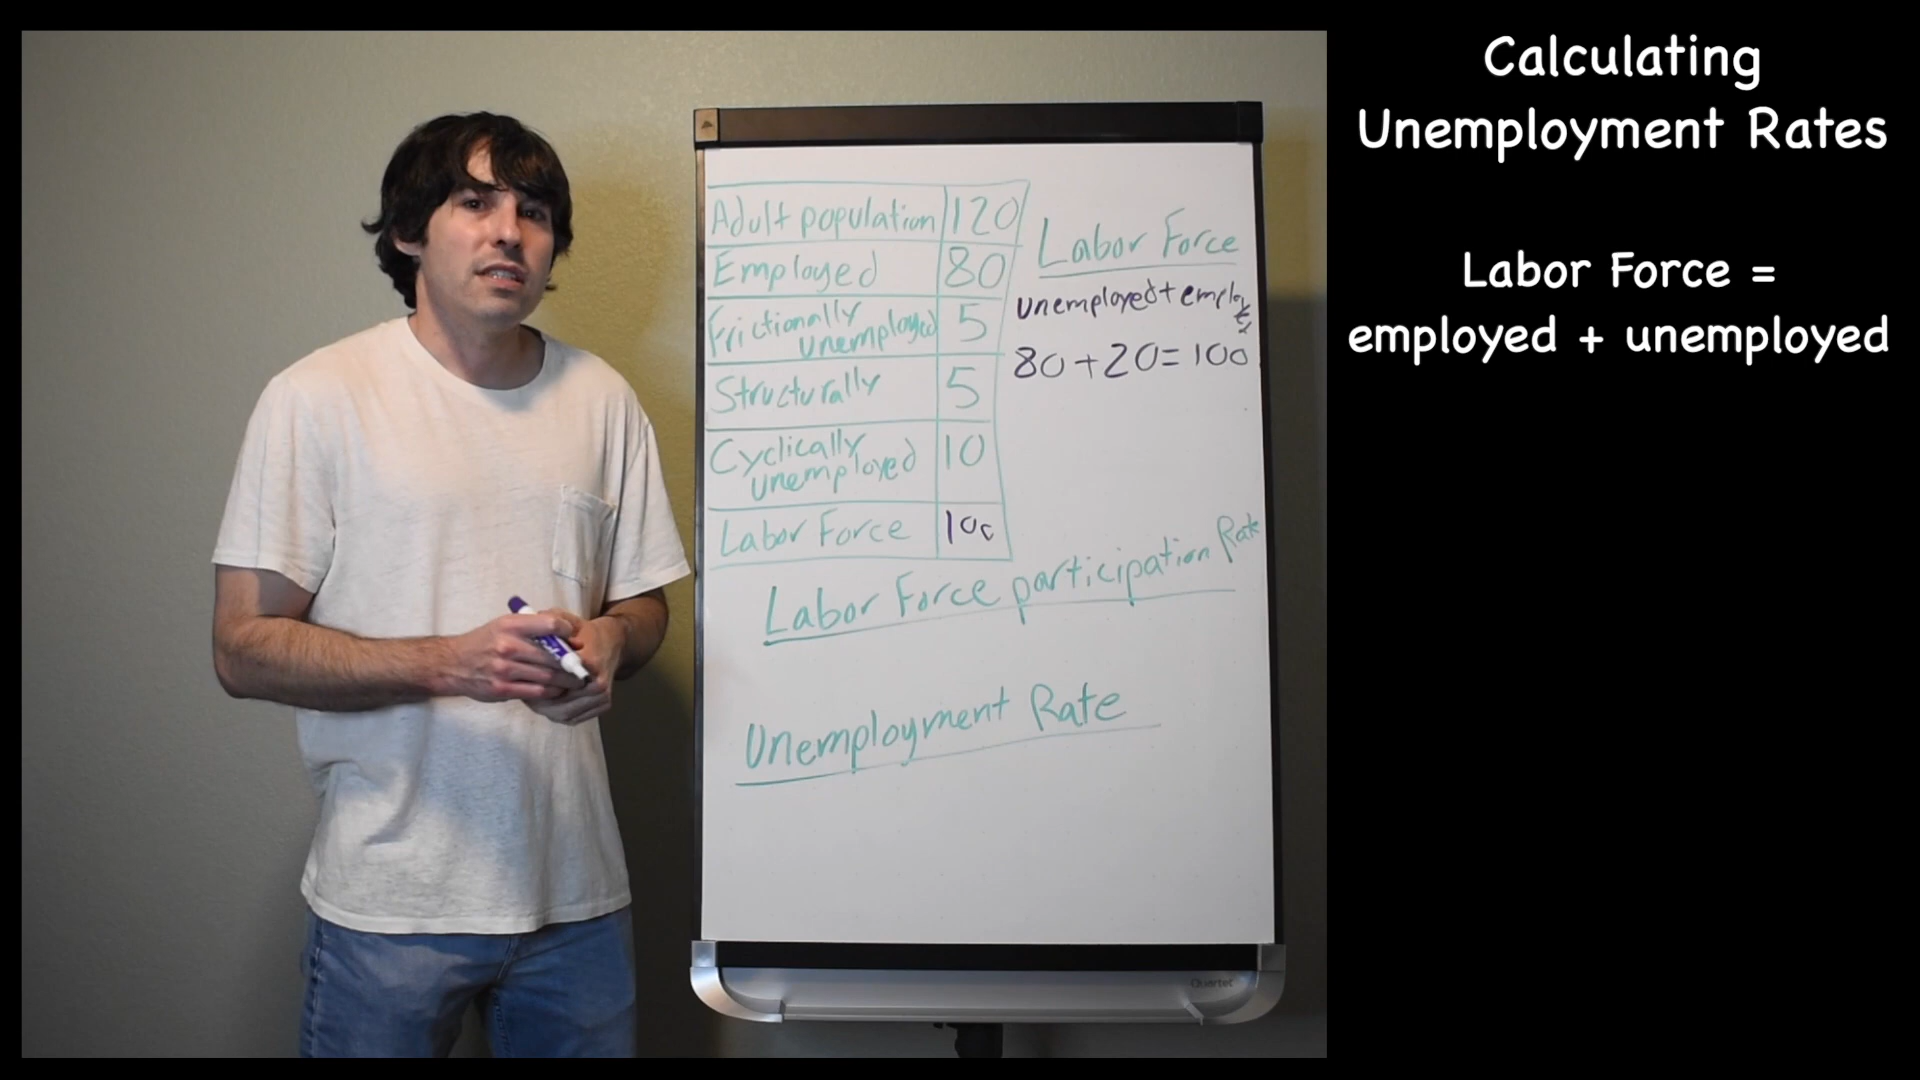 Calculating
Unemployment Rates
Labor Force =
employed + unemployed
Adult population 120
Employed 80
Frictionally
unemployed 5
Structurally 5
Cyclically
unemployed 10
Labor Force 100
Labor Force
unemployed + employed
80 + 20 = 100
Labor Force participation Rate
Unemployment Rate
Quartet